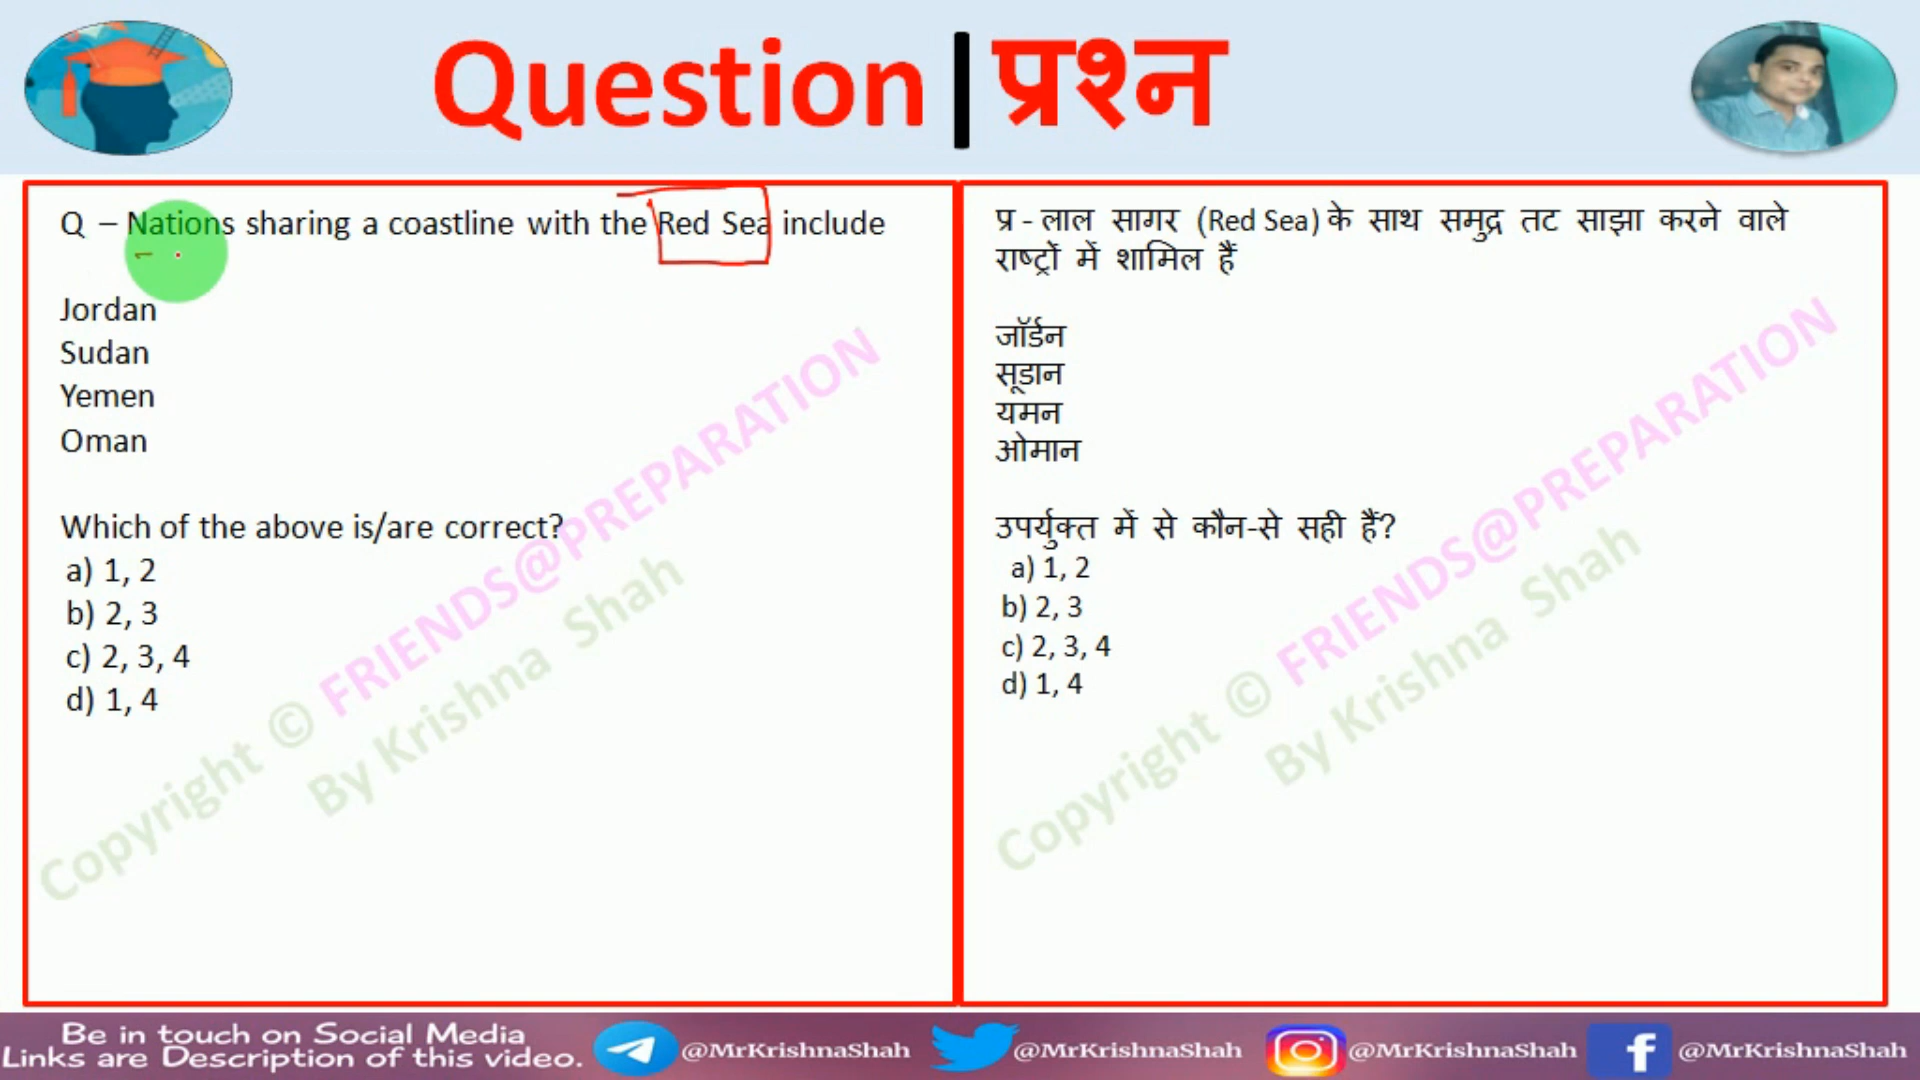 Question|प्रश्न
Q – Nations sharing a coastline with the Red Sea include
Jordan
Sudan
Yemen
Oman
Which of the above is/are correct?
a) 1, 2
b) 2, 3
c) 2, 3, 4
d) 1, 4
प्र - लाल सागर (Red Sea) के साथ समुद्र तट साझा करने वाले
राष्ट्रों में शामिल हैं
जॉर्डन
सूडान
यमन
ओमान
उपर्युक्त में से कौन-से सही हैं?
a) 1, 2
b) 2, 3
c) 2, 3, 4
d) 1, 4
Copyright © FRIENDS@PREPARATION
By Krishna Shah
Copyright © FRIENDS@PREPARATION
By Krishna Shah
Be in touch on Social Media
Links are Description of this video.
@MrKrishnaShah
@MrKrishnaShah
@MrKrishnaShah
@MrKrishnaShah